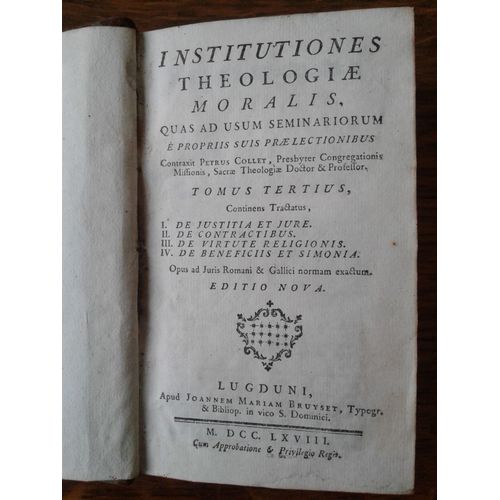 INSTITUTIONES
THEOLOGIÆ
MORALIS,
QUAS AD USUM SEMINARIORUM
È PROPRIIS SUIS PRÆLECTIONIBUS
Contraxit PETRUS COLLET, Presbyter Congregationis
Missionis, Sacræ Theologiæ Doctor & Professor.
TOMUS TERTIUS,
Continens Tractatus,
I. DE JUSTITIA ET JURE.
II. DE CONTRACTIBUS.
III. DE VIRTUTE RELIGIONIS.
IV. DE BENEFICIIS ET SIMONIA.
Opus ad Juris Romani & Gallici normam exactum.
EDITIO NOVA.
LUGDUNI,
Apud JOANNEM MARIAM BRUYSET, Typogr.
& Bibliop. in vico S. Dominici.
M. DCC. LXVIII.
Cum Approbatione & Privilegio Regis.